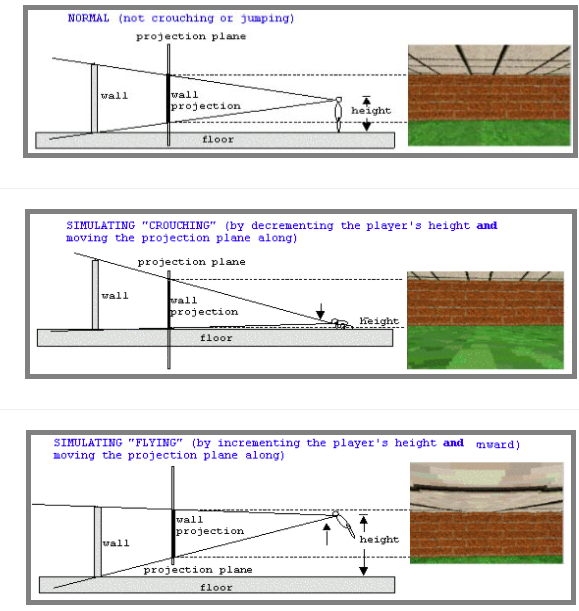 NORMAL (not crouching or jumping)
projection plane
wall
wall
projection
height
floor
SIMULATING "CROUCHING" (by decrementing the player's height and
moving the projection plane along)
projection plane
wall
wall
projection
height
floor
SIMULATING "FLYING" (by incrementing the player's height and nward)
moving the projection plane along)
wall
projection
wall
height
projection plane
floor